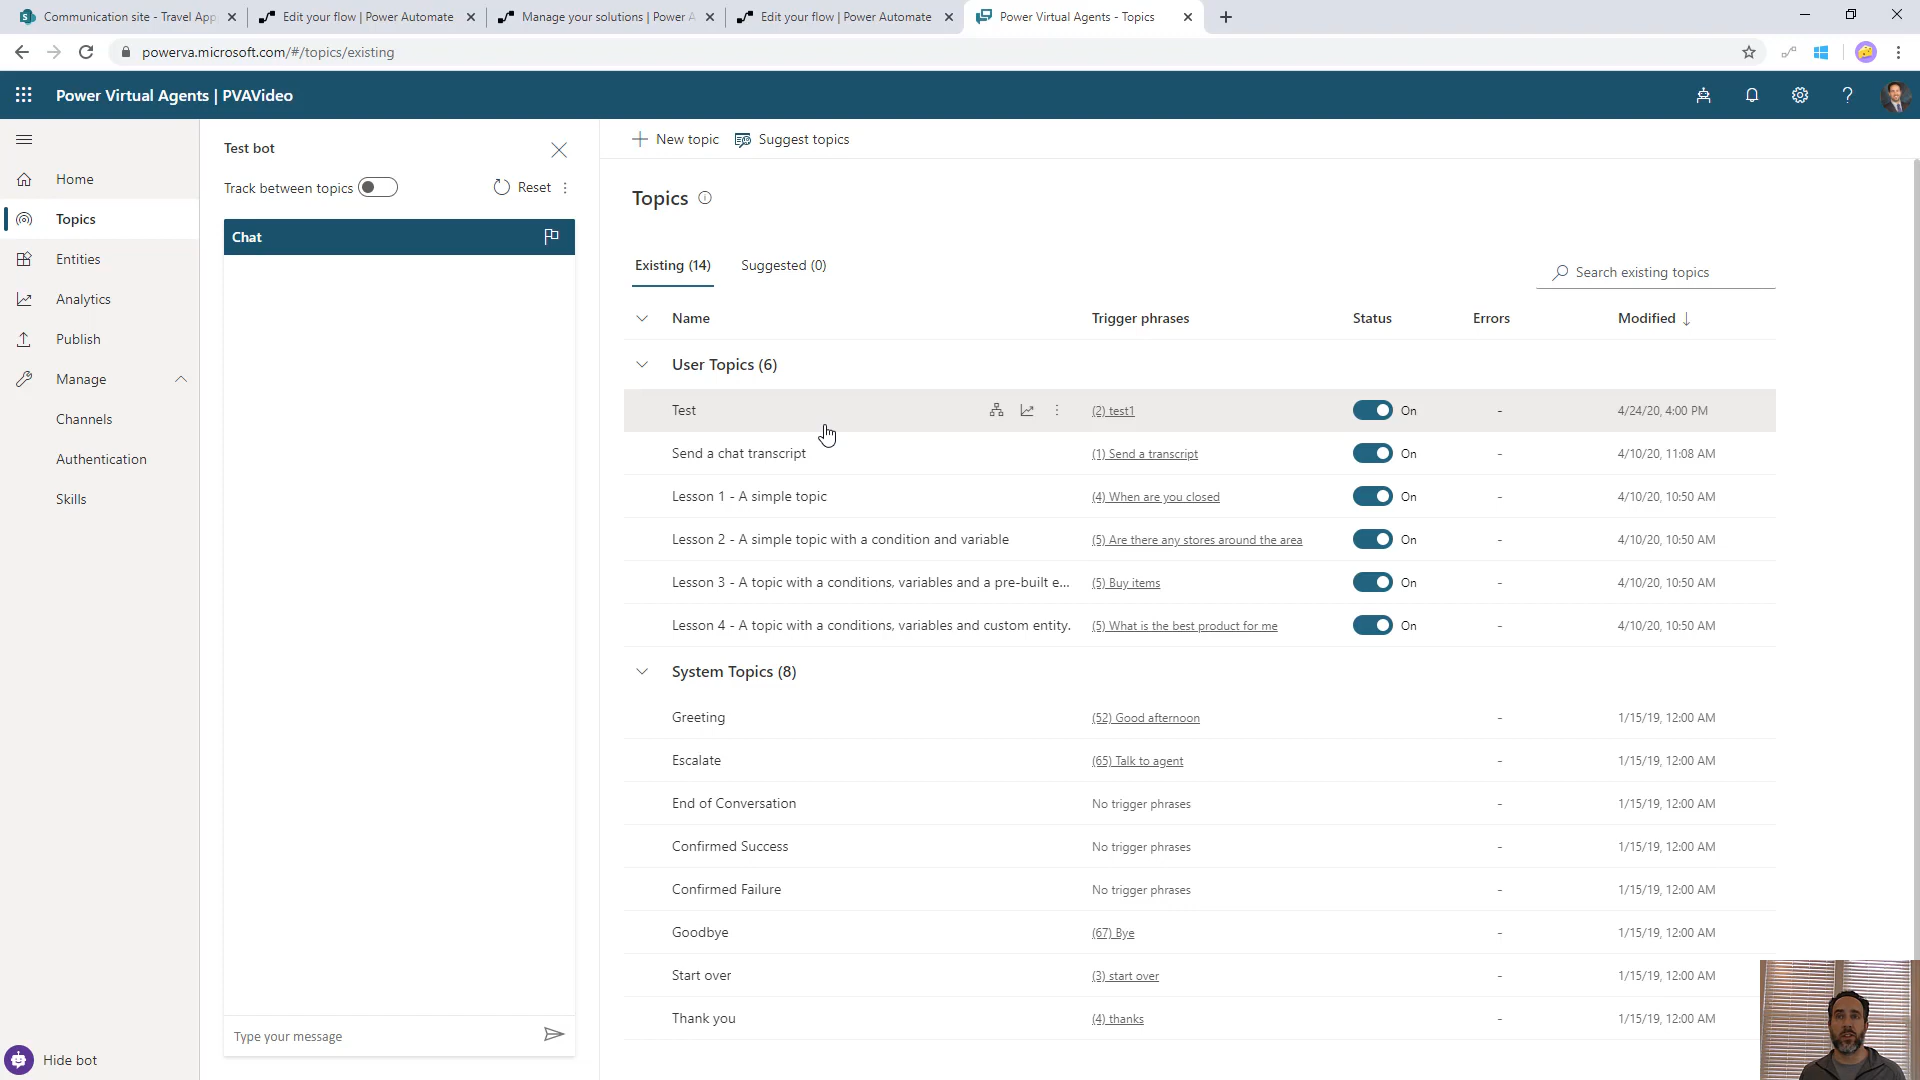 Communication site - Travel App
Edit your flow | Power Automate
Manage your solutions | Power A
Edit your flow | Power Automate
Power Virtual Agents - Topics
powerva.microsoft.com/#/topics/existing
Power Virtual Agents | PVAVideo
Home
Topics
Entities
Analytics
Publish
Manage
Channels
Authentication
Skills
Hide bot
Test bot
Track between topics
Reset
Chat
Type your message
New topic
Suggest topics
Topics
Existing (14)
Suggested (0)
Search existing topics
Name Trigger phrases Status Errors Modified
User Topics (6)
Test (2) test1 On - 4/24/20, 4:00 PM
Send a chat transcript (1) Send a transcript On - 4/10/20, 11:08 AM
Lesson 1 - A simple topic (4) When are you closed On - 4/10/20, 10:50 AM
Lesson 2 - A simple topic with a condition and variable (5) Are there any stores around the area On - 4/10/20, 10:50 AM
Lesson 3 - A topic with a conditions, variables and a pre-built e... (5) Buy items On - 4/10/20, 10:50 AM
Lesson 4 - A topic with a conditions, variables and custom entity. (5) What is the best product for me On - 4/10/20, 10:50 AM
System Topics (8)
Greeting (52) Good afternoon - 1/15/19, 12:00 AM
Escalate (65) Talk to agent - 1/15/19, 12:00 AM
End of Conversation No trigger phrases - 1/15/19, 12:00 AM
Confirmed Success No trigger phrases - 1/15/19, 12:00 AM
Confirmed Failure No trigger phrases - 1/15/19, 12:00 AM
Goodbye (67) Bye - 1/15/19, 12:00 AM
Start over (3) start over - 1/15/19, 12:00 AM
Thank you (4) thanks - 1/15/19, 12:00 AM